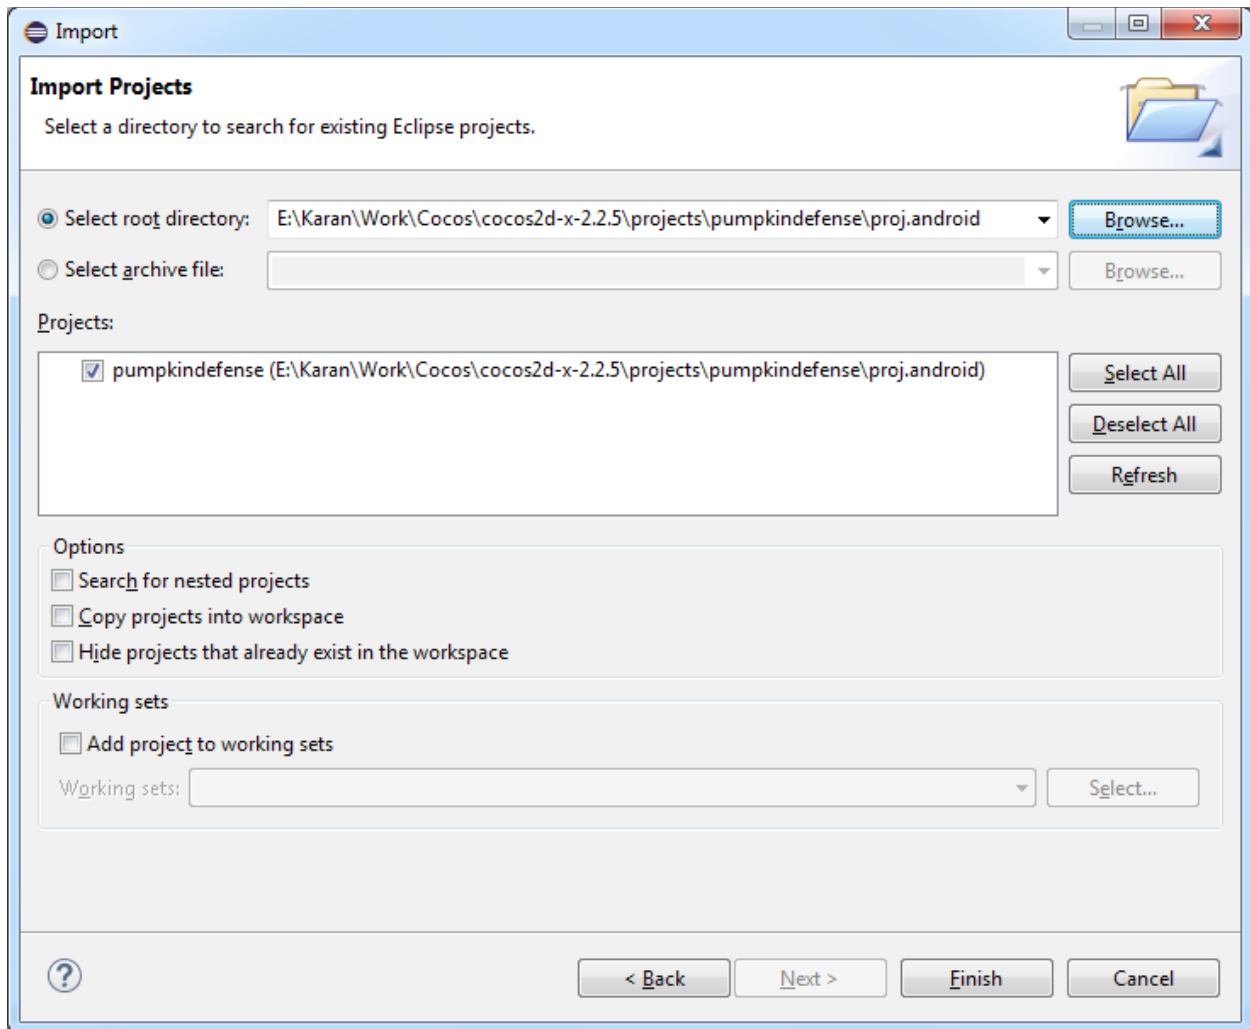 Import
Import Projects
Select a directory to search for existing Eclipse projects.
Select root directory: E:\Karan\Work\Cocos\cocos2d-x-2.2.5\projects\pumpkindefense\proj.android Browse...
Select archive file: Browse...
Projects:
pumpkindefense (E:\Karan\Work\Cocos\cocos2d-x-2.2.5\projects\pumpkindefense\proj.android)
Select All
Deselect All
Refresh
Options
Search for nested projects
Copy projects into workspace
Hide projects that already exist in the workspace
Working sets
Add project to working sets
Working sets: Select...
? < Back Next > Finish Cancel